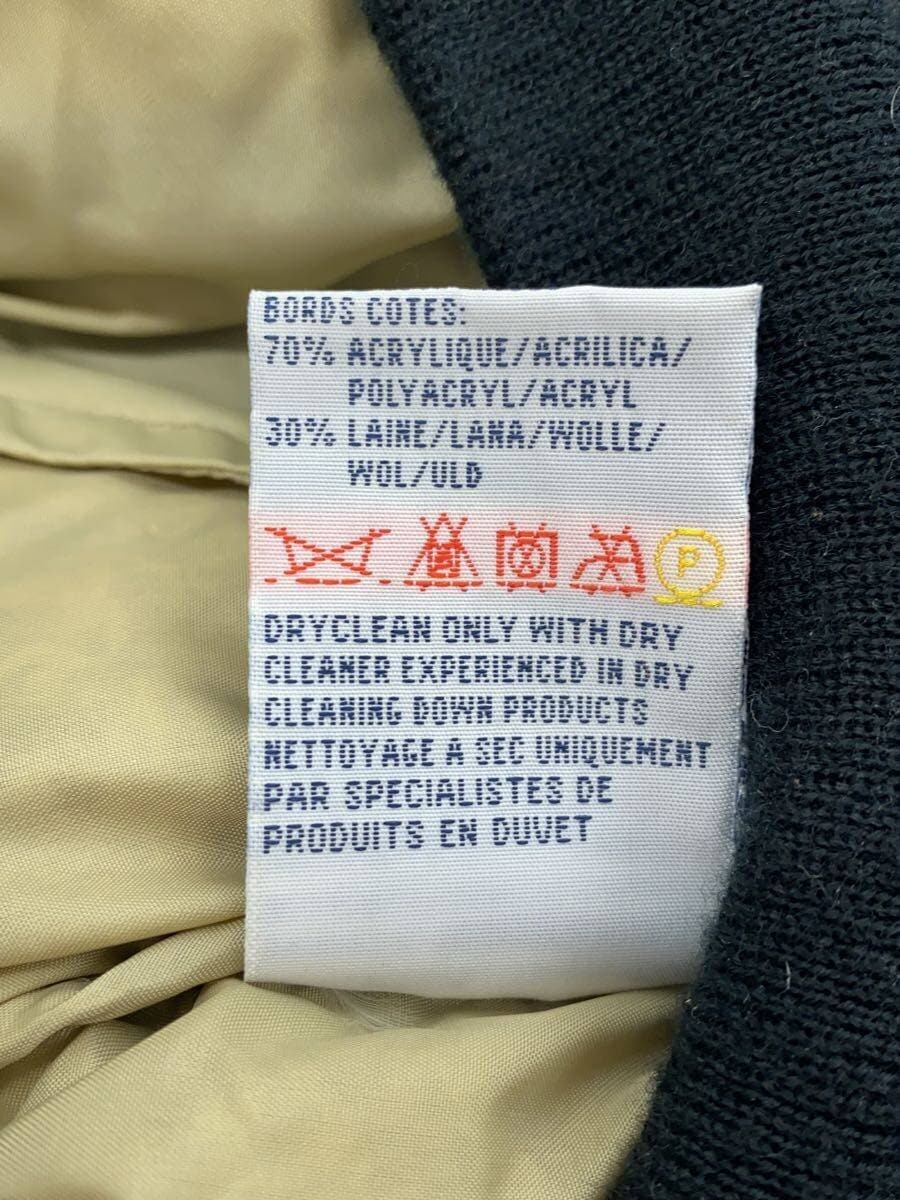 BORDS COTES:
70% ACRYLIQUE/ACRILICA/
POLYACRYL/ACRYL
30% LAINE/LANA/WOLLE/
WOL/ULD
P
DRYCLEAN ONLY WITH DRY
CLEANER EXPERIENCED IN DRY
CLEANING DOWN PRODUCTS
NETTOYAGE A SEC UNIQUEMENT
PAR SPECIALISTES DE
PRODUITS EN DUVET